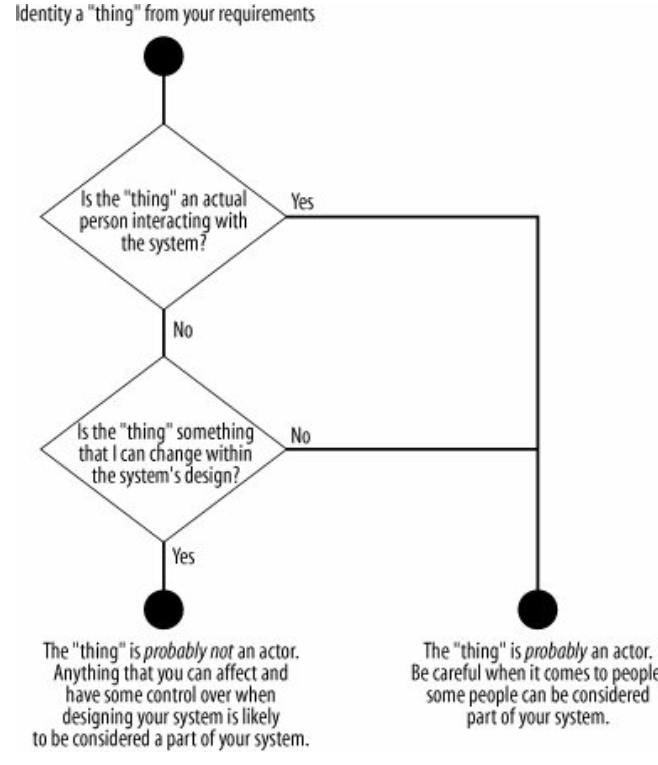 Identity a "thing" from your requirements
Is the "thing" an actual
person interacting with
the system?
Yes
No
Is the "thing" something
that I can change within
the system's design?
No
Yes
The "thing" is probably not an actor.
Anything that you can affect and
have some control over when
designing your system is likely
to be considered a part of your system.
The "thing" is probably an actor.
Be careful when it comes to people
some people can be considered
part of your system.